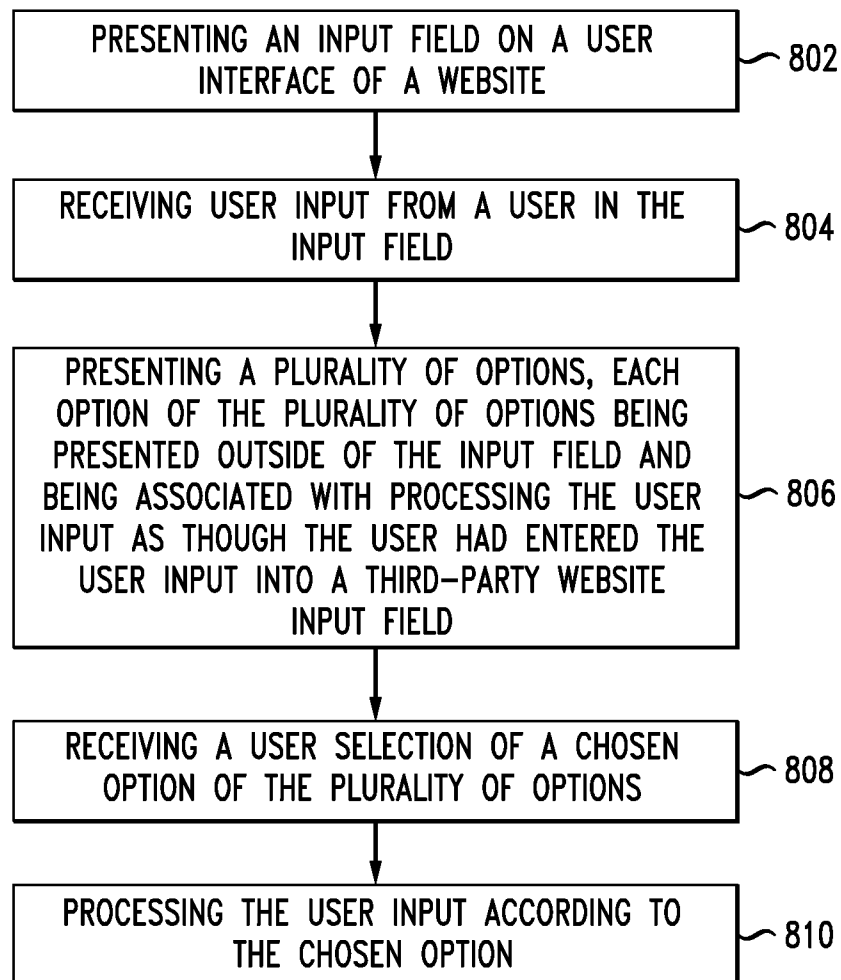 PRESENTING AN INPUT FIELD ON A USER
INTERFACE OF A WEBSITE
802
RECEIVING USER INPUT FROM A USER IN THE
INPUT FIELD
804
PRESENTING A PLURALITY OF OPTIONS, EACH
OPTION OF THE PLURALITY OF OPTIONS BEING
PRESENTED OUTSIDE OF THE INPUT FIELD AND
BEING ASSOCIATED WITH PROCESSING THE USER
INPUT AS THOUGH THE USER HAD ENTERED THE
USER INPUT INTO A THIRD-PARTY WEBSITE
INPUT FIELD
806
RECEIVING A USER SELECTION OF A CHOSEN
OPTION OF THE PLURALITY OF OPTIONS
808
PROCESSING THE USER INPUT ACCORDING TO
THE CHOSEN OPTION
810